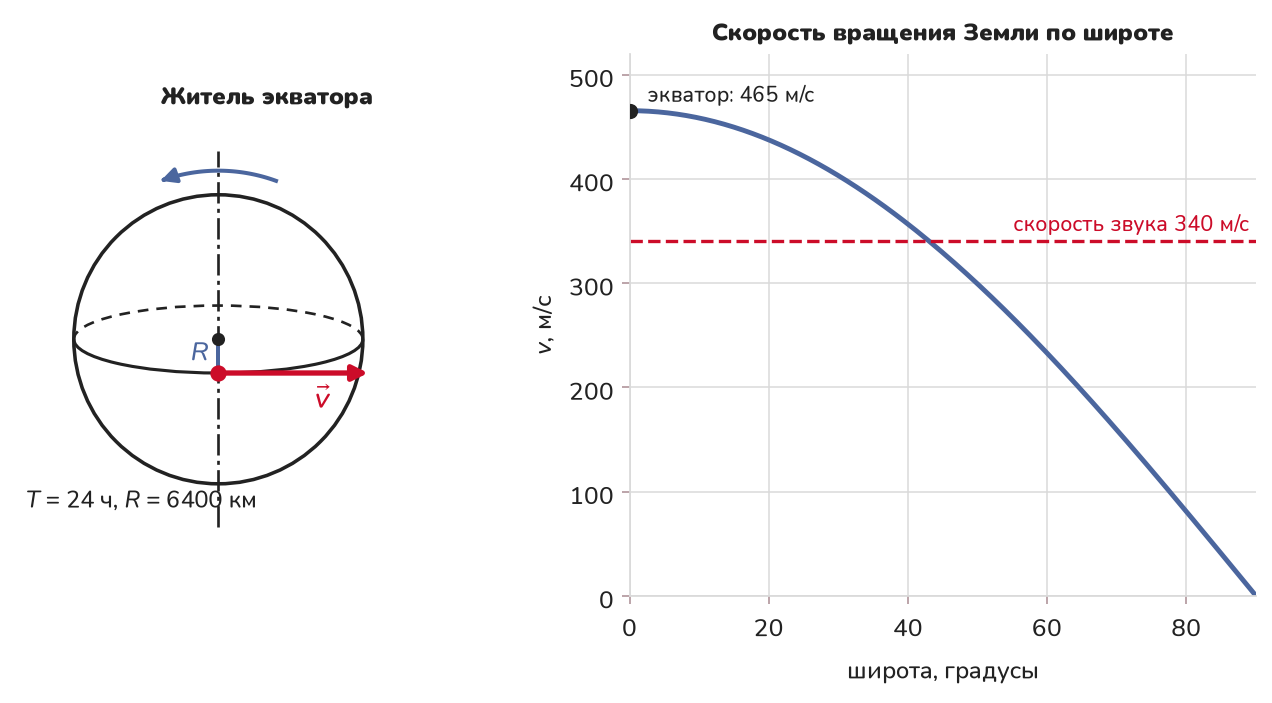 Житель экватора
R
v
T = 24 ч, R = 6400 км
Скорость вращения Земли по широте
экватор: 465 м/с
скорость звука 340 м/с
v, м/с
500
400
300
200
100
0
0 20 40 60 80
широта, градусы